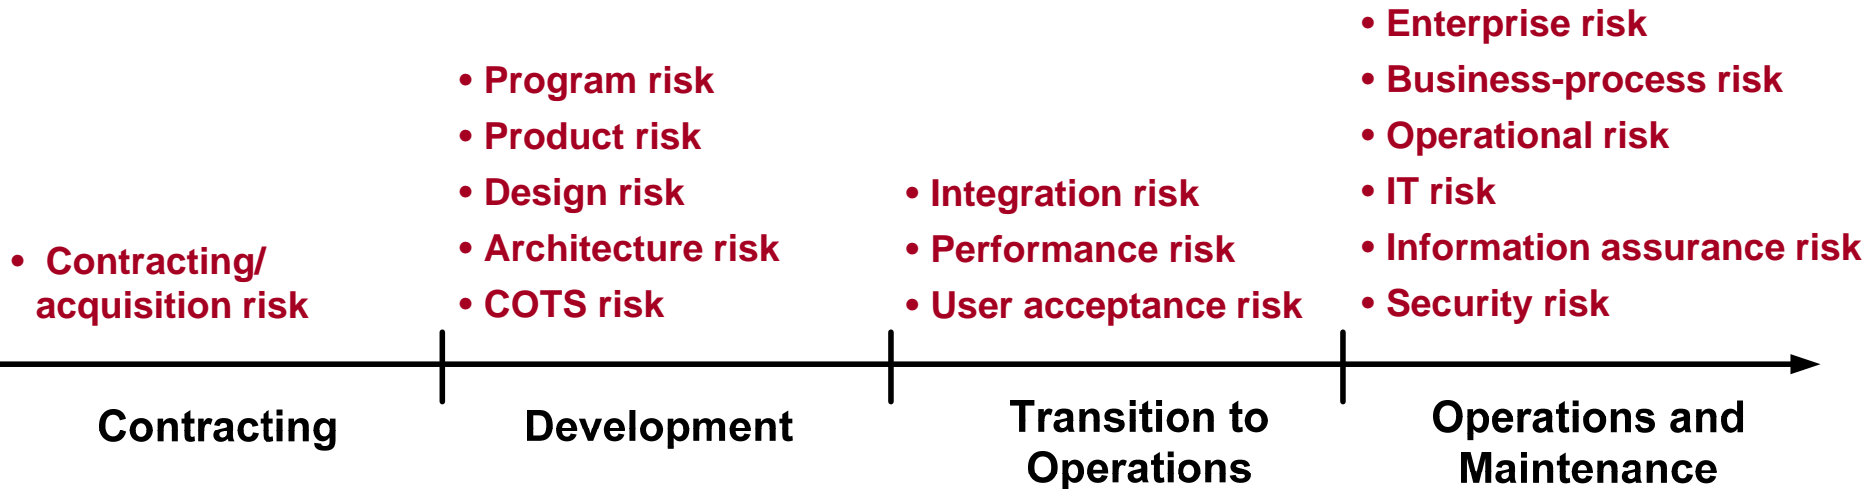 • Contracting/
acquisition risk
• Program risk
• Product risk
• Design risk
• Architecture risk
• COTS risk
• Integration risk
• Performance risk
• User acceptance risk
• Enterprise risk
• Business-process risk
• Operational risk
• IT risk
• Information assurance risk
• Security risk
Contracting
Development
Transition to
Operations
Operations and
Maintenance